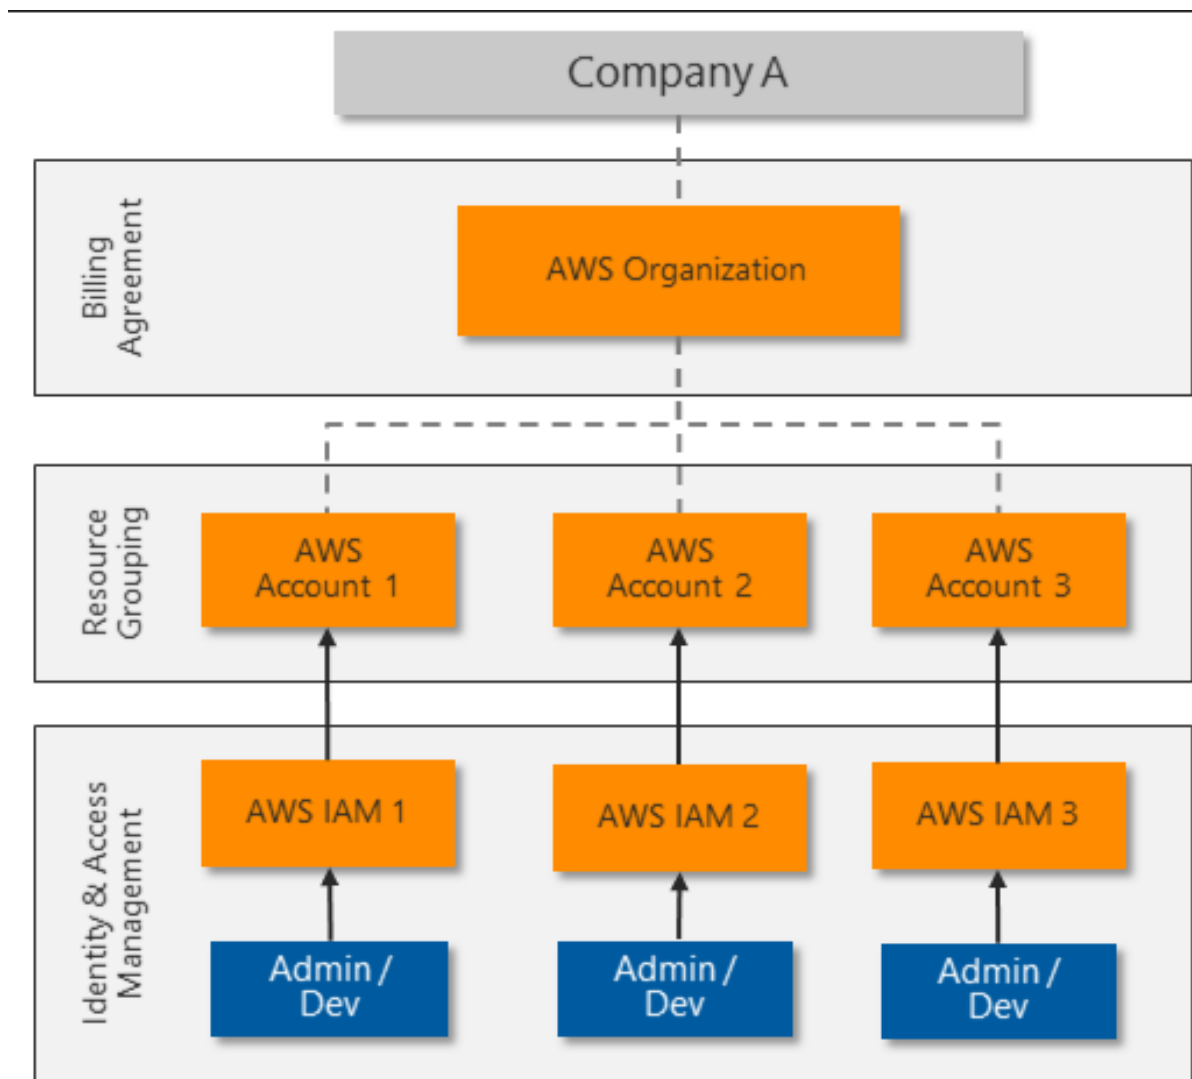 Company A
Billing
Agreement
AWS Organization
Resource
Grouping
AWS
Account 1
AWS
Account 2
AWS
Account 3
Identity & Access
Management
AWS IAM 1
AWS IAM 2
AWS IAM 3
Admin /
Dev
Admin /
Dev
Admin /
Dev